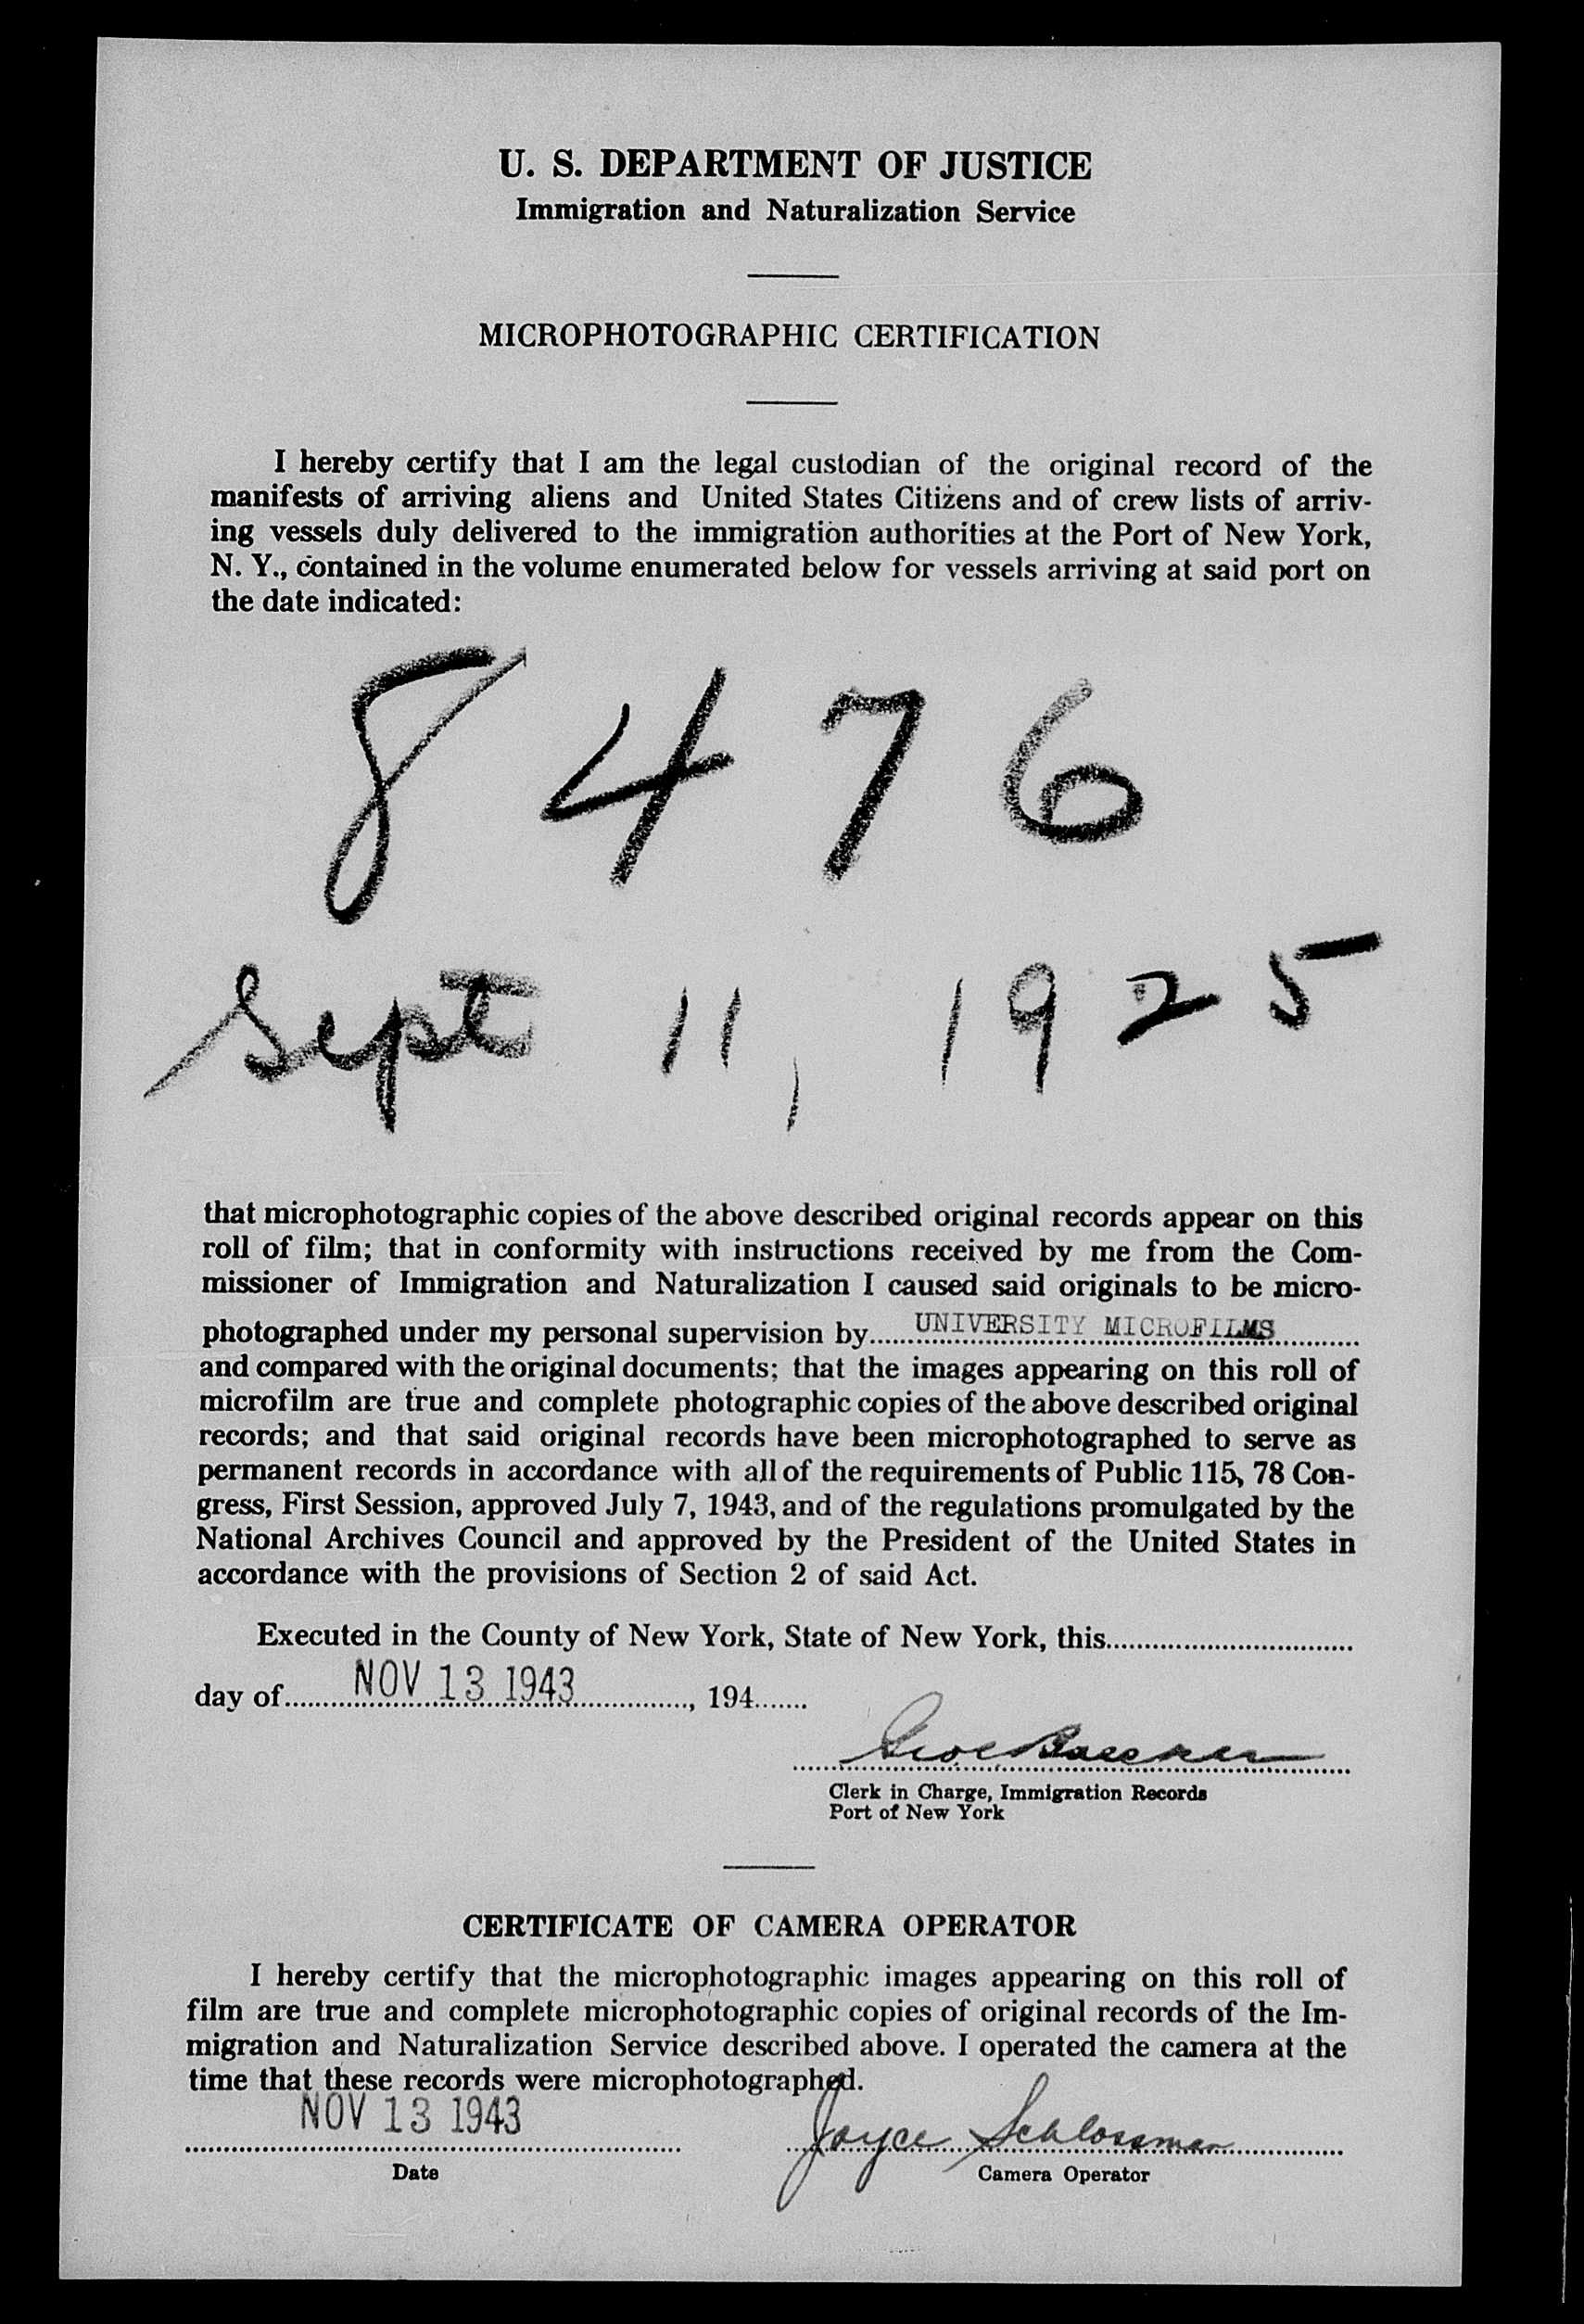 U. S. DEPARTMENT OF JUSTICE
Immigration and Naturalization Service
MICROPHOTOGRAPHIC CERTIFICATION
I hereby certify that I am the legal custodian of the original record of the
manifests of arriving aliens and United States Citizens and of crew lists of arriv-
ing vessels duly delivered to the immigration authorities at the Port of New York,
N. Y., contained in the volume enumerated below for vessels arriving at said port on
the date indicated:
8476
Sept 11, 1925
that microphotographic copies of the above described original records appear on this
roll of film; that in conformity with instructions received by me from the Com-
missioner of Immigration and Naturalization I caused said originals to be micro-
photographed under my personal supervision by UNIVERSITY MICROFILMS
and compared with the original documents; that the images appearing on this roll of
microfilm are true and complete photographic copies of the above described original
records; and that said original records have been microphotographed to serve as
permanent records in accordance with all of the requirements of Public 115, 78 Con-
gress, First Session, approved July 7, 1943, and of the regulations promulgated by the
National Archives Council and approved by the President of the United States in
accordance with the provisions of Section 2 of said Act.
Executed in the County of New York, State of New York, this
day of NOV 13 1943, 194
Clerk in Charge, Immigration Records
Port of New York
CERTIFICATE OF CAMERA OPERATOR
I hereby certify that the microphotographic images appearing on this roll of
film are true and complete microphotographic copies of original records of the Im-
migration and Naturalization Service described above. I operated the camera at the
time that these records were microphotographed.
NOV 13 1943 Joyce Schlossman
Date Camera Operator